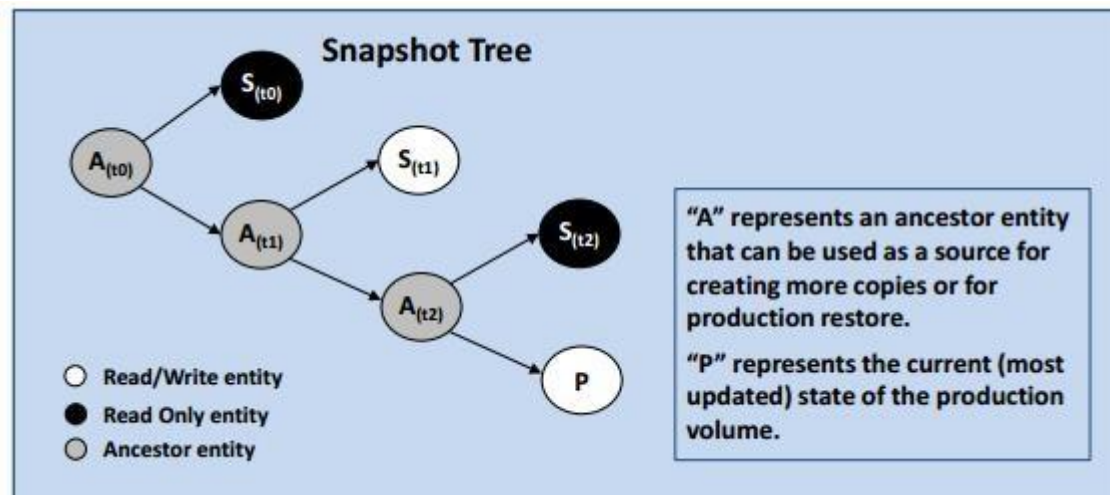 Snapshot Tree
S(t0)
A(t0)
S(t1)
A(t1)
S(t2)
A(t2)
P
“A” represents an ancestor entity
that can be used as a source for
creating more copies or for
production restore.
“P” represents the current (most
updated) state of the production
volume.
Read/Write entity
Read Only entity
Ancestor entity